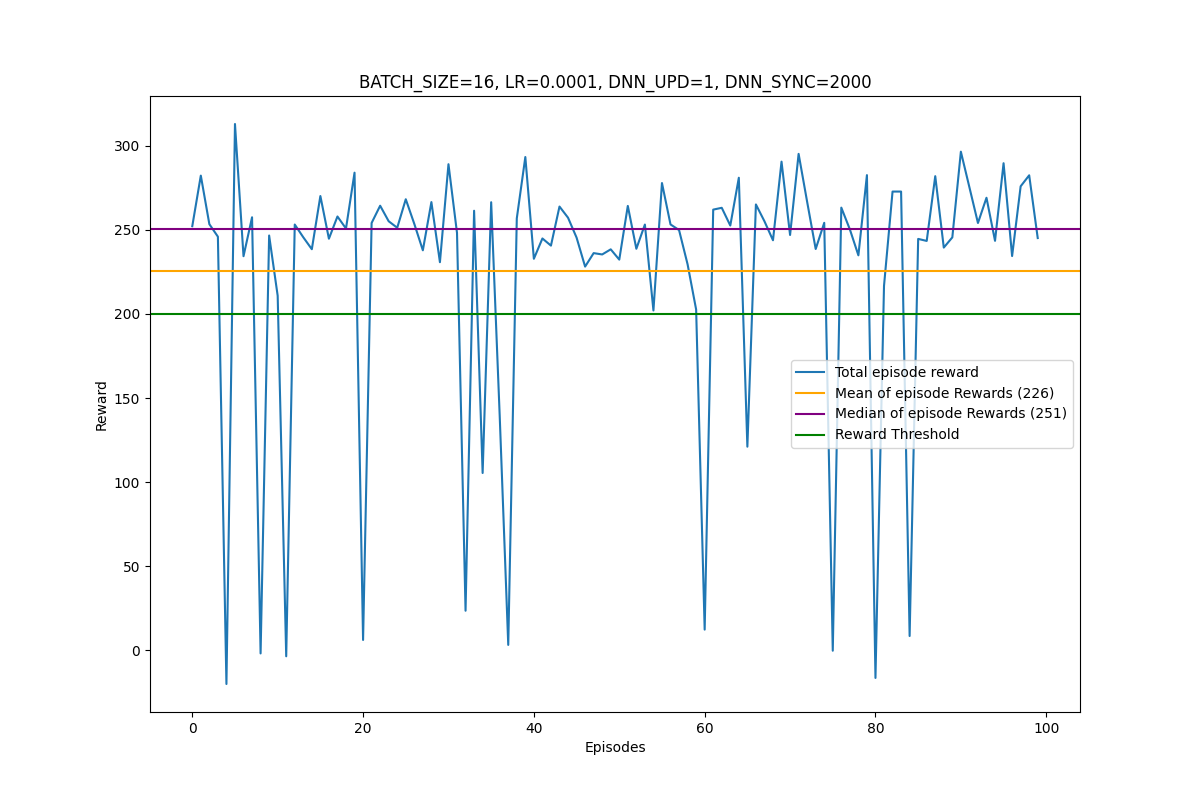 BATCH_SIZE=16, LR=0.0001, DNN_UPD=1, DNN_SYNC=2000
300
250
200
150
100
50
0
Reward
Total episode reward
Mean of episode Rewards (226)
Median of episode Rewards (251)
Reward Threshold
0 20 40 60 80 100
Episodes